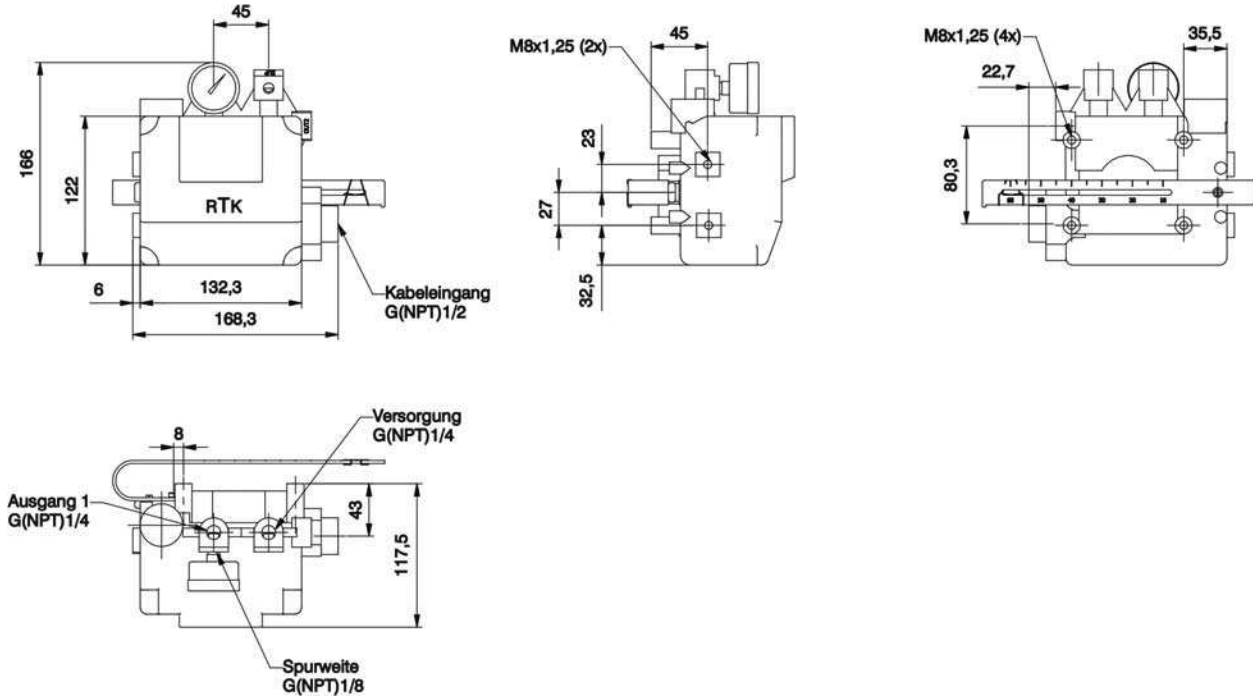 45
166
122
SUP
OUT2
RTK
6
132,3
168,3
Kabeleingang
G(NPT)1/2
M8x1,25 (2x)
45
23
27
32,5
M8x1,25 (4x)
35,5
22,7
80,3
8
Versorgung
G(NPT)1/4
Ausgang 1
G(NPT)1/4
43
117,5
Spurweite
G(NPT)1/8